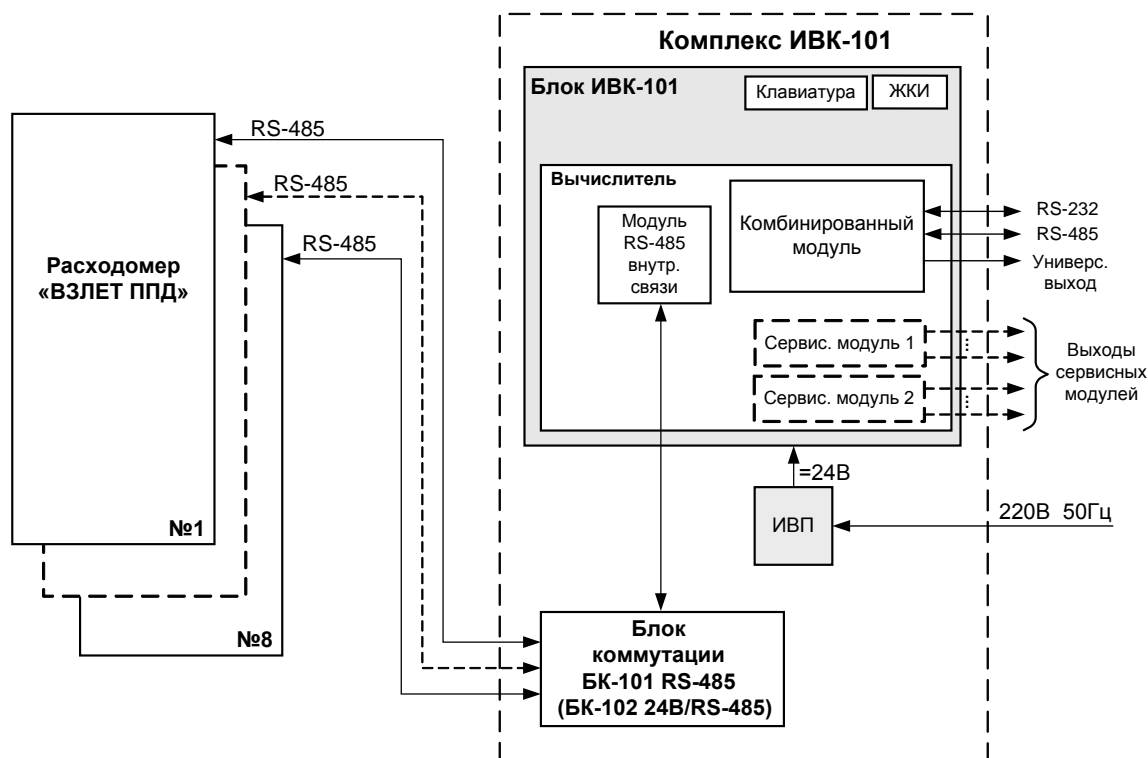 Комплекс ИВК-101
Блок ИВК-101
Клавиатура
ЖКИ
RS-485
RS-485
RS-485
Расходомер
«ВЗЛЕТ ППД»
№1
№8
Вычислитель
Модуль
RS-485
внутр.
связи
Комбинированный
модуль
RS-232
RS-485
Универс.
выход
Сервис. модуль 1
...
Сервис. модуль 2
...
Выходы
сервисных
модулей
=24В
ИВП
220В 50Гц
Блок
коммутации
БК-101 RS-485
(БК-102 24В/RS-485)